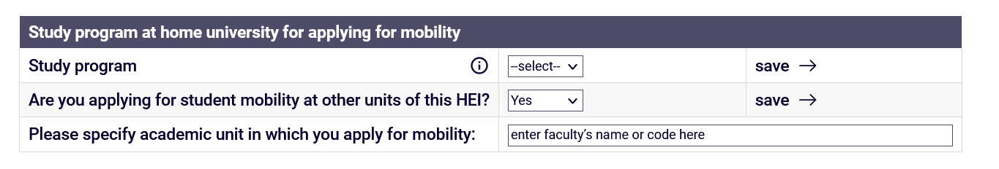 Study program at home university for applying for mobility
Study program --select-- save →
Are you applying for student mobility at other units of this HEI? Yes save →
Please specify academic unit in which you apply for mobility: enter faculty’s name or code here